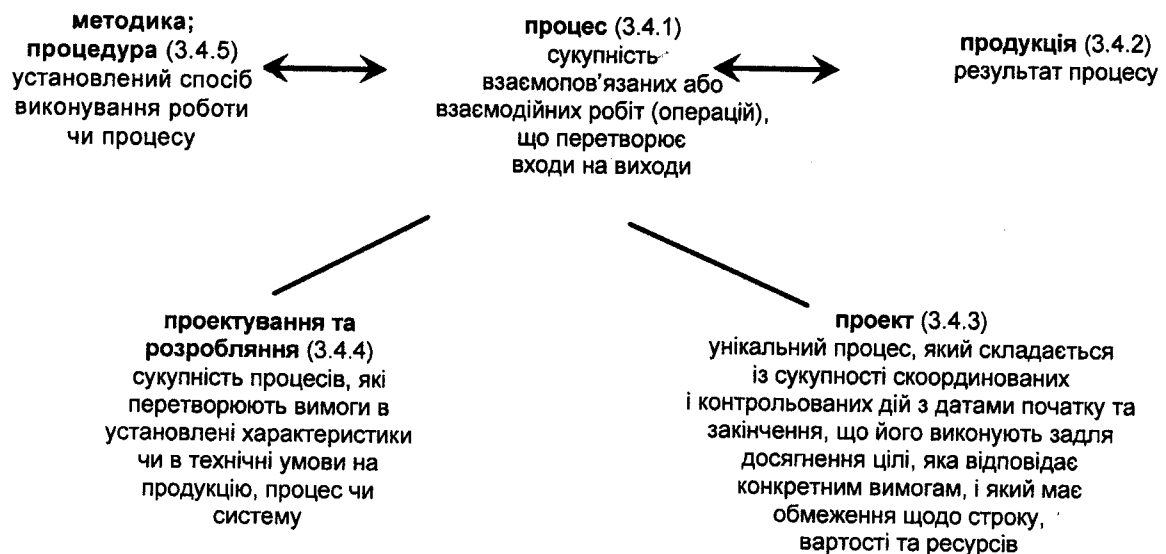 методика;
процедура (3.4.5)
установлений спосіб
виконування роботи
чи процесу
процес (3.4.1)
сукупність
взаємопов'язаних або
взаємодійних робіт (операцій),
що перетворює
входи на виходи
продукція (3.4.2)
результат процесу
проектування та
розробляння (3.4.4)
сукупність процесів, які
перетворюють вимоги в
установлені характеристики
чи в технічні умови на
продукцію, процес чи
систему
проект (3.4.3)
унікальний процес, який складається
із сукупності скоординованих
і контрольованих дій з датами початку та
закінчення, що його виконують задля
досягнення цілі, яка відповідає
конкретним вимогам, і який має
обмеження щодо строку,
вартості та ресурсів